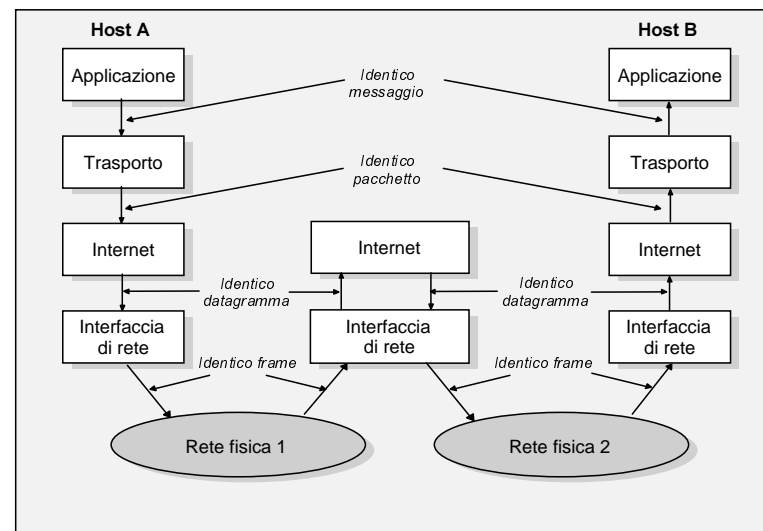 Host A
Host B
Applicazione
Identico
messaggio
Applicazione
Trasporto
Identico
pacchetto
Trasporto
Internet
Internet
Internet
Identico
datagramma
Identico
datagramma
Interfaccia
di rete
Interfaccia
di rete
Interfaccia
di rete
Identico frame
Identico frame
Rete fisica 1
Rete fisica 2